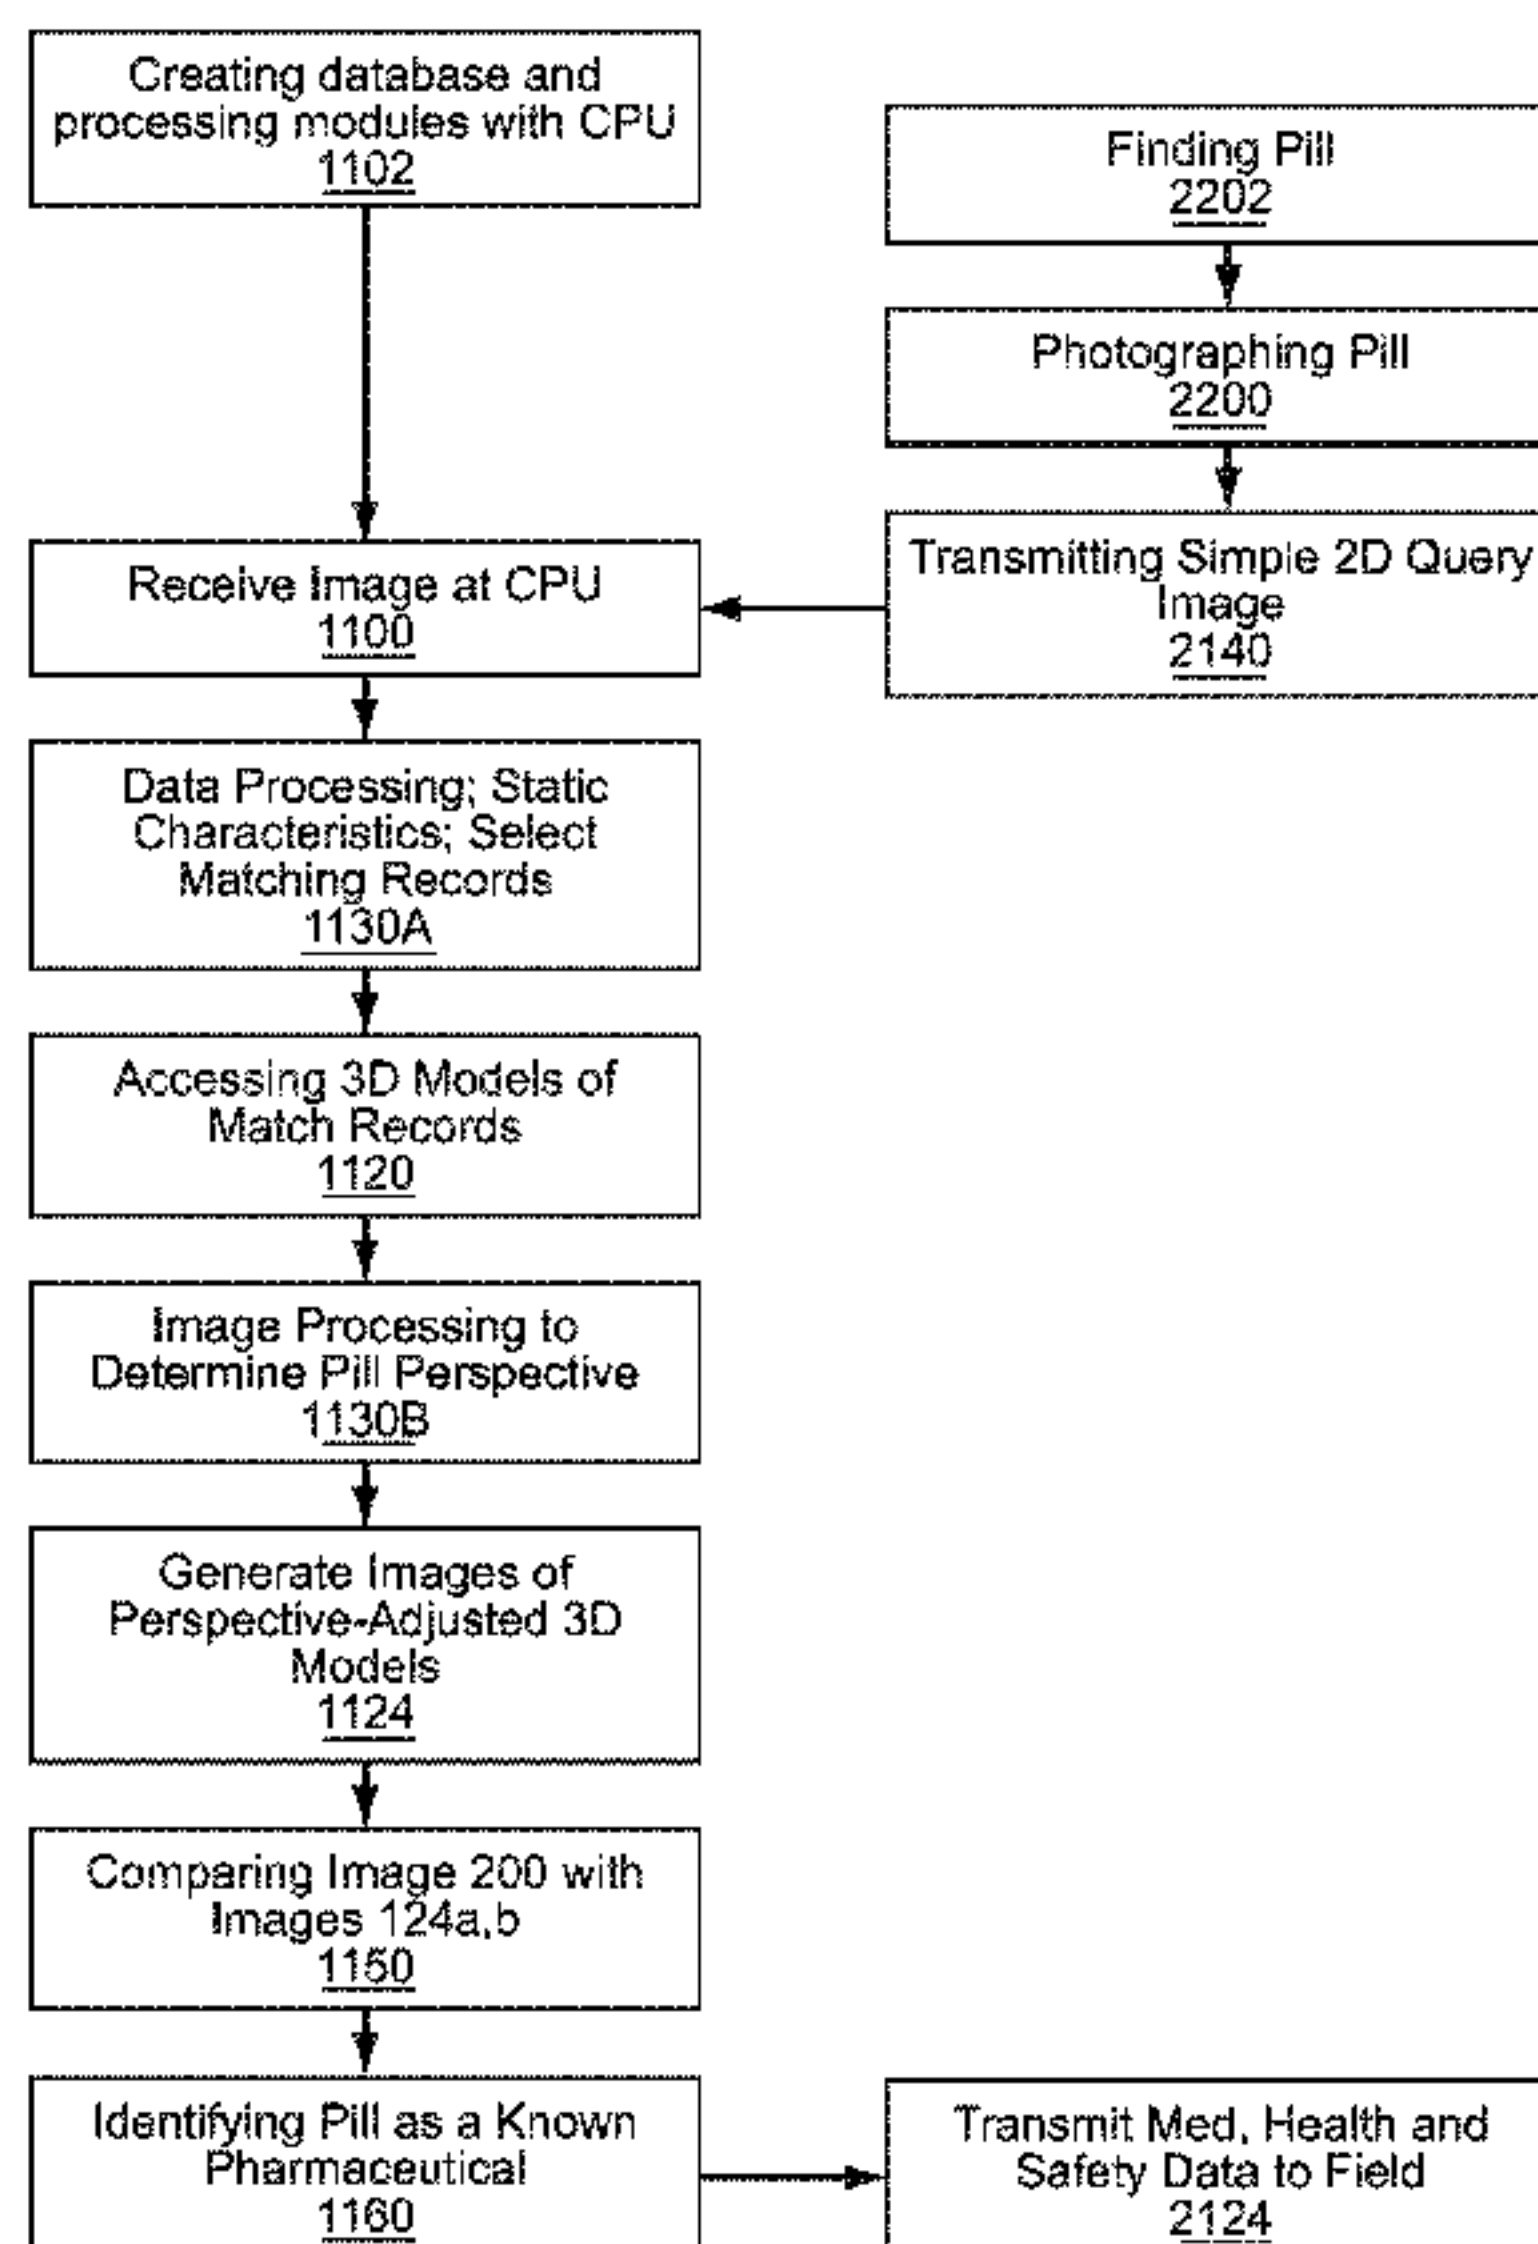 Creating database and
processing modules with CPU
1102
Finding Pill
2202
Photographing Pill
2200
Transmitting Simple 2D Query
Image
2140
Receive Image at CPU
1100
Data Processing; Static
Characteristics; Select
Matching Records
1130A
Accessing 3D Models of
Match Records
1120
Image Processing to
Determine Pill Perspective
1130B
Generate Images of
Perspective-Adjusted 3D
Models
1124
Comparing Image 200 with
Images 124a,b
1150
Identifying Pill as a Known
Pharmaceutical
1160
Transmit Med, Health and
Safety Data to Field
2124